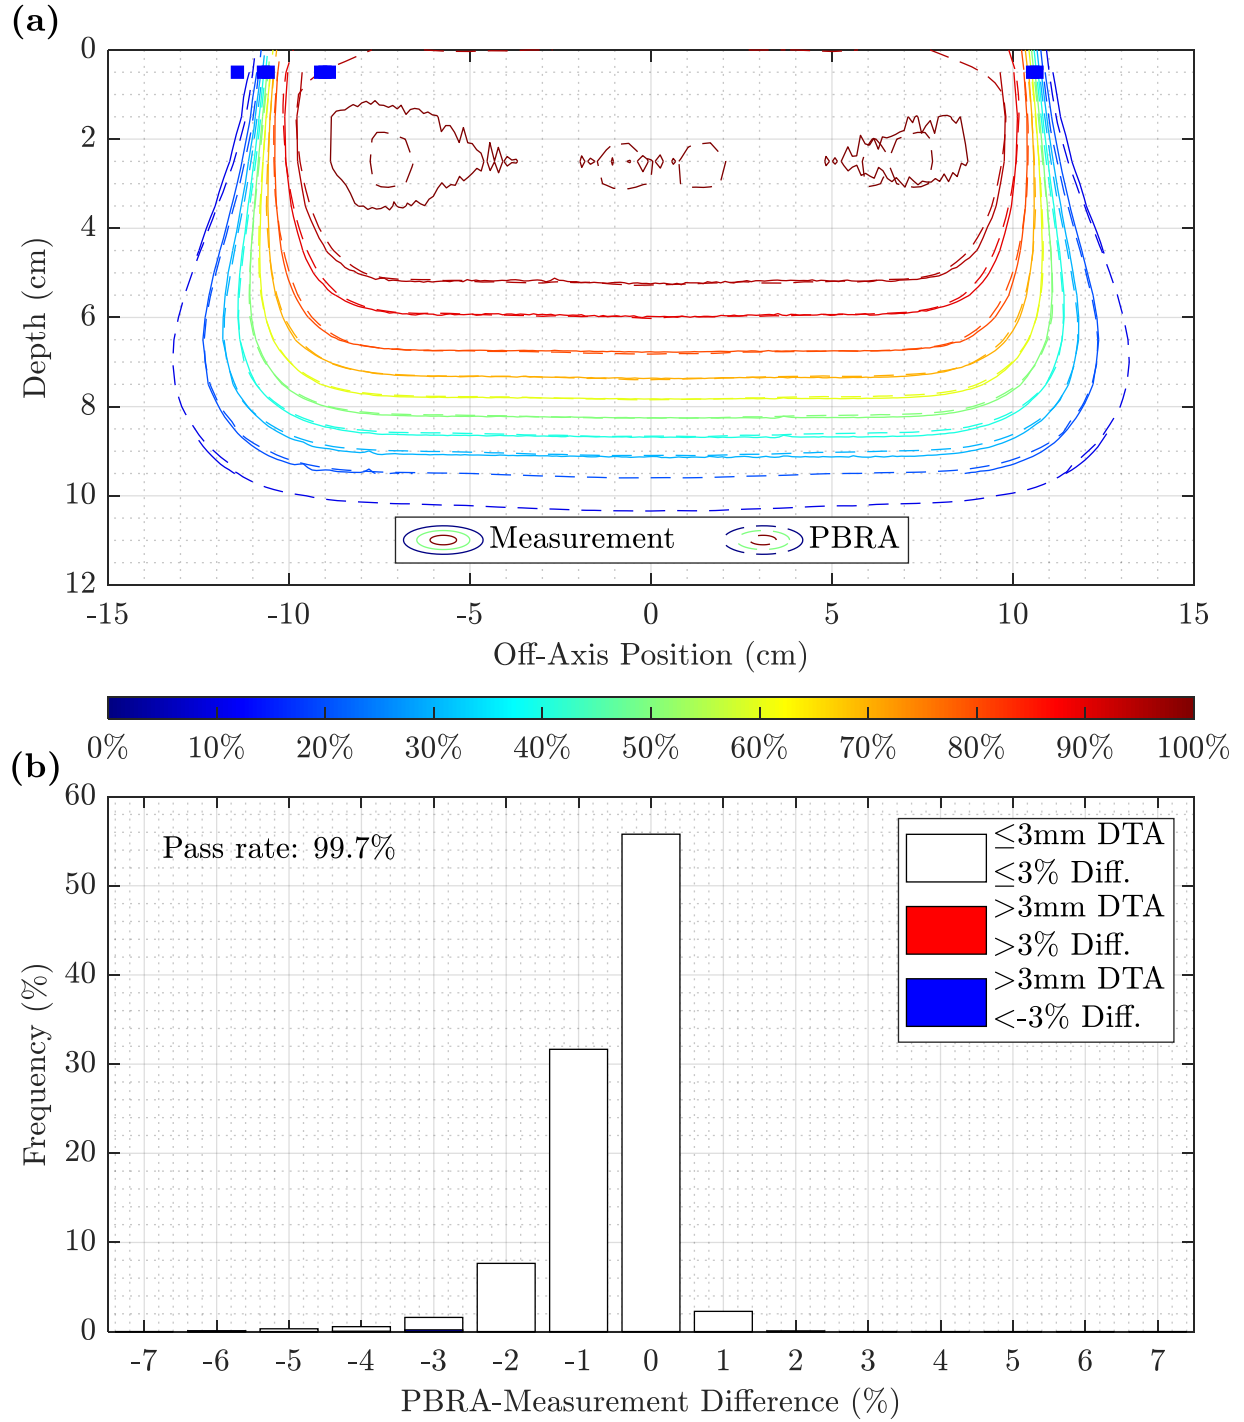 (a)
0
2
4
6
8
10
12
Depth (cm)
Measurement PBRA
-15 -10 -5 0 5 10 15
Off-Axis Position (cm)
0% 10% 20% 30% 40% 50% 60% 70% 80% 90% 100%
(b)
60
50
40
30
20
10
0
Frequency (%)
Pass rate: 99.7%
≤3mm DTA
≤3% Diff.
>3mm DTA
>3% Diff.
>3mm DTA
<-3% Diff.
-7 -6 -5 -4 -3 -2 -1 0 1 2 3 4 5 6 7
PBRA-Measurement Difference (%)